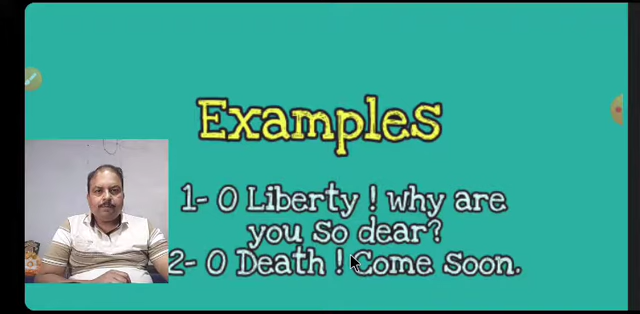 Examples
1- O Liberty ! why are
you so dear?
2- O Death ! Come soon.